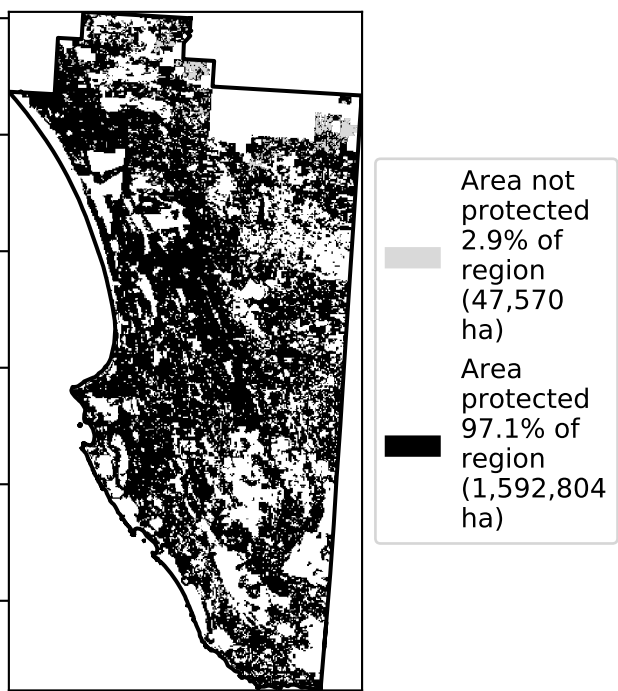 Area not
protected
2.9% of
region
(47,570
ha)
Area
protected
97.1% of
region
(1,592,804
ha)